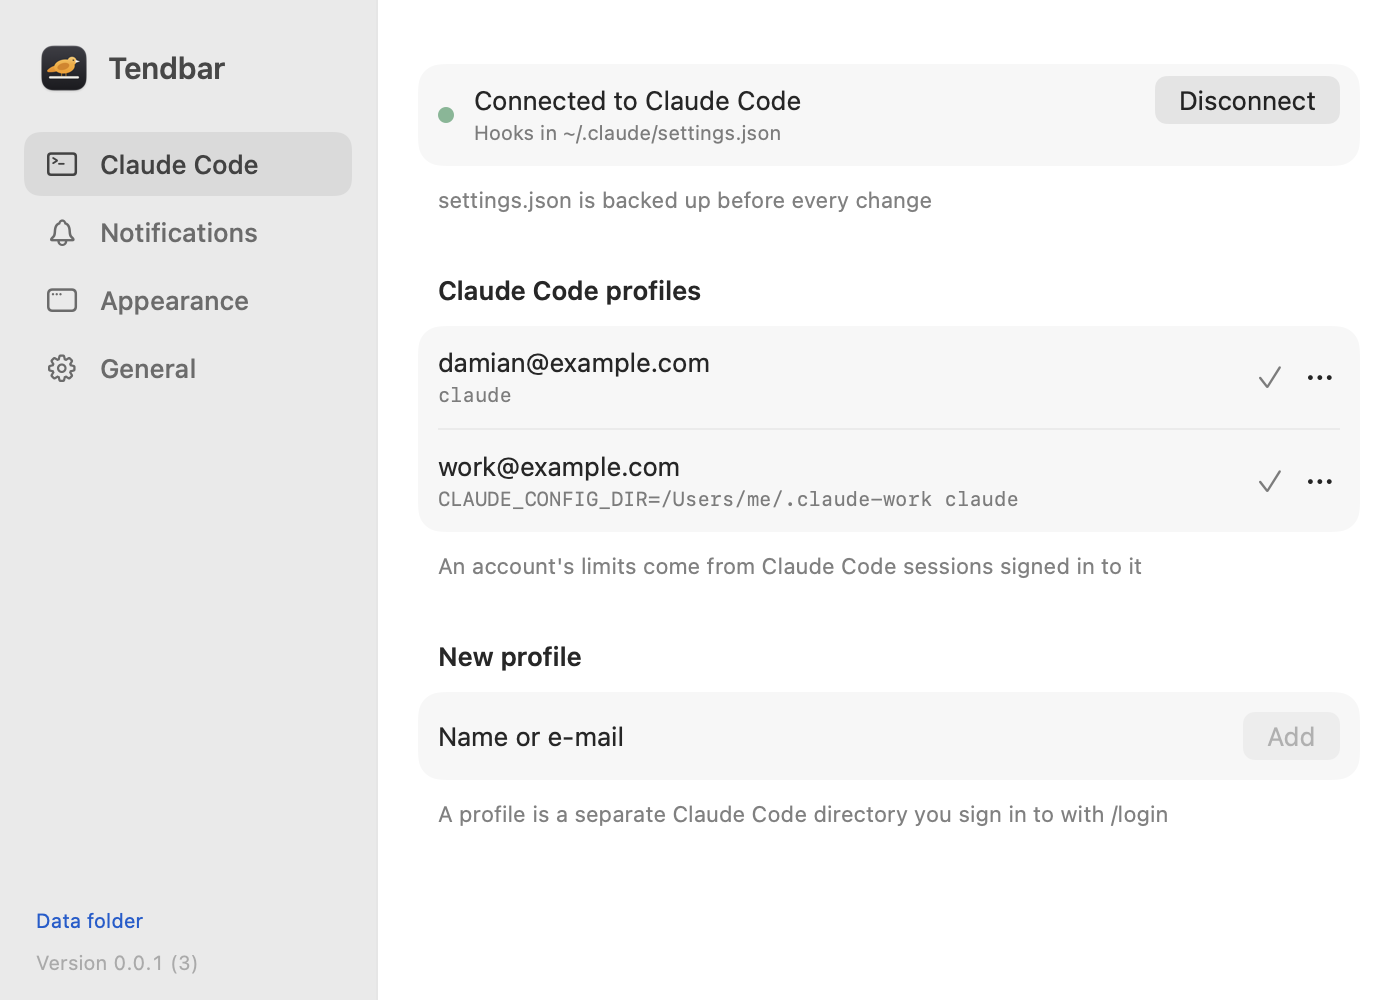 Tendbar
Claude Code
Notifications
Appearance
General
Data folder
Version 0.0.1 (3)
Connected to Claude Code
Hooks in ~/.claude/settings.json
Disconnect
settings.json is backed up before every change
Claude Code profiles
damian@example.com
claude
work@example.com
CLAUDE_CONFIG_DIR=/Users/me/.claude-work claude
An account's limits come from Claude Code sessions signed in to it
New profile
Name or e-mail
Add
A profile is a separate Claude Code directory you sign in to with /login